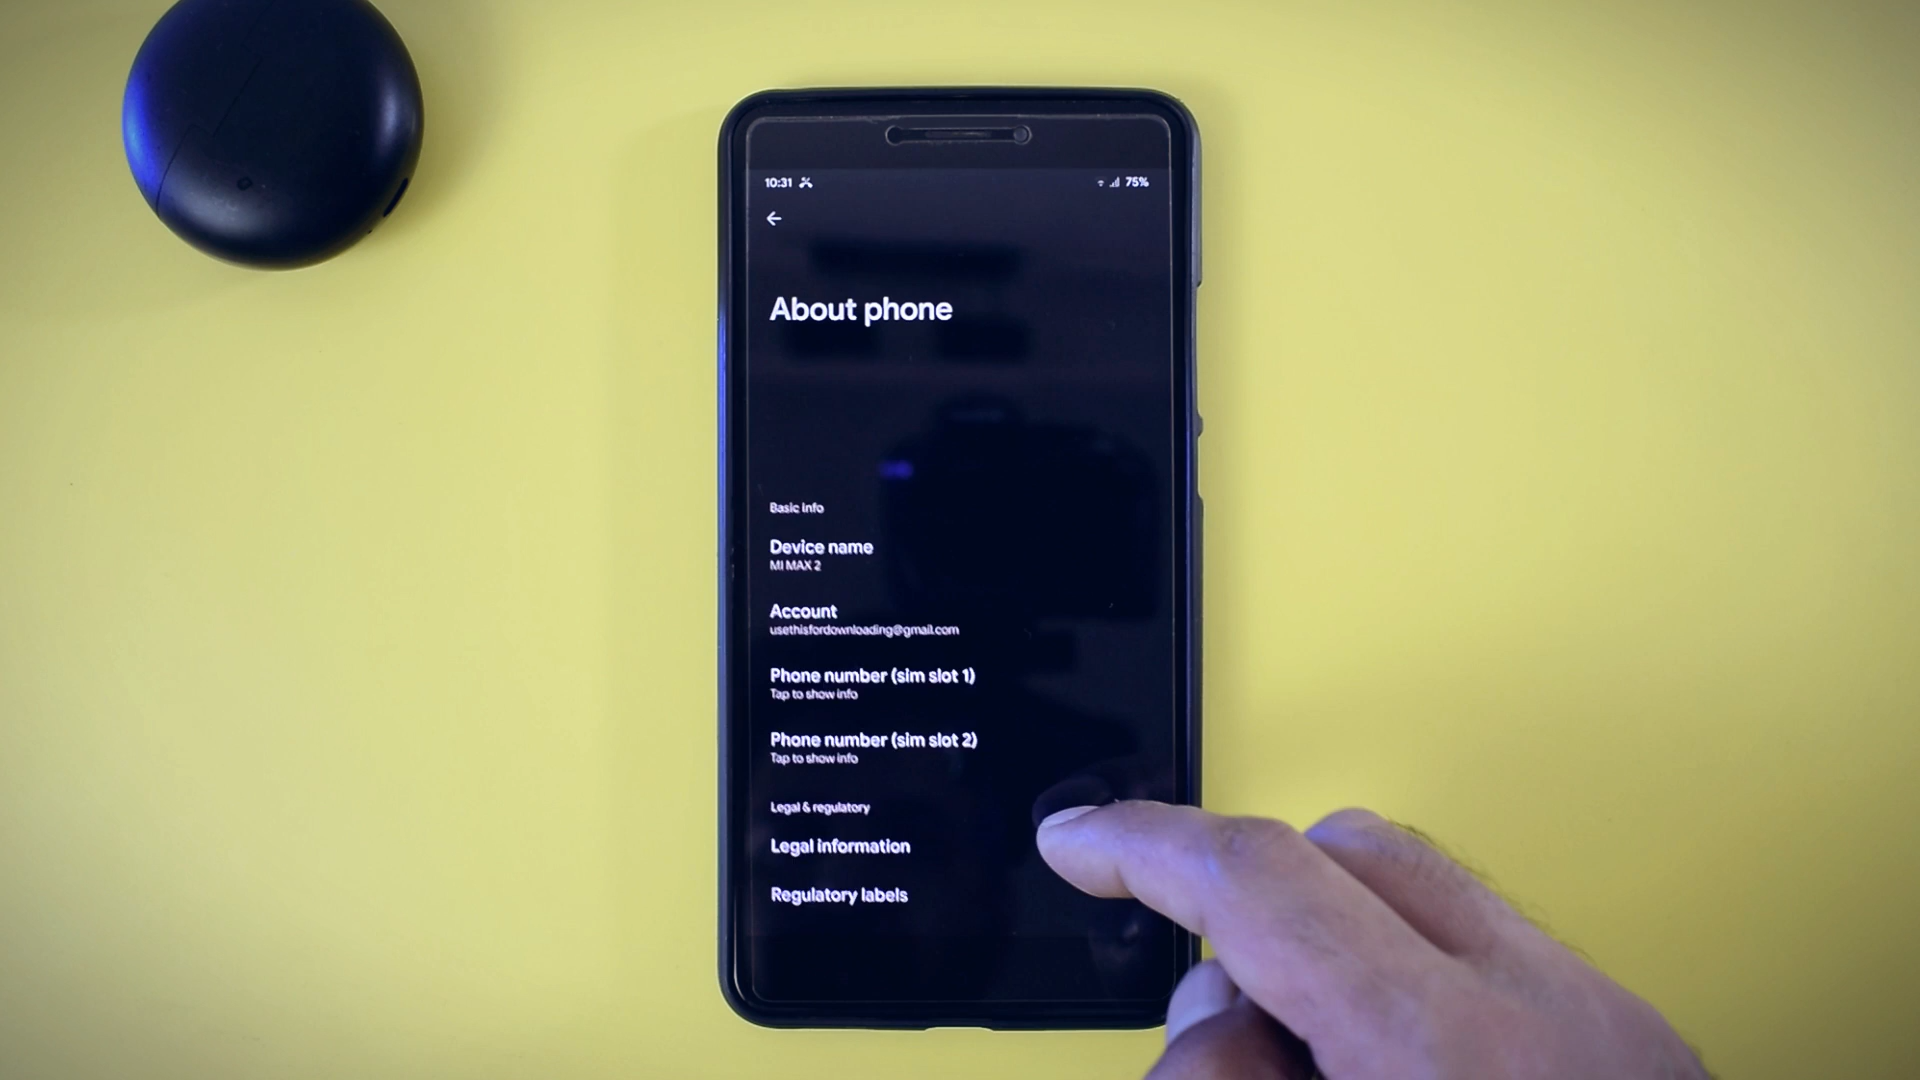 10:31
75%
About phone
Basic info
Device name
MI MAX 2
Account
usethisfordownloading@gmail.com
Phone number (sim slot 1)
Tap to show info
Phone number (sim slot 2)
Tap to show info
Legal & regulatory
Legal information
Regulatory labels